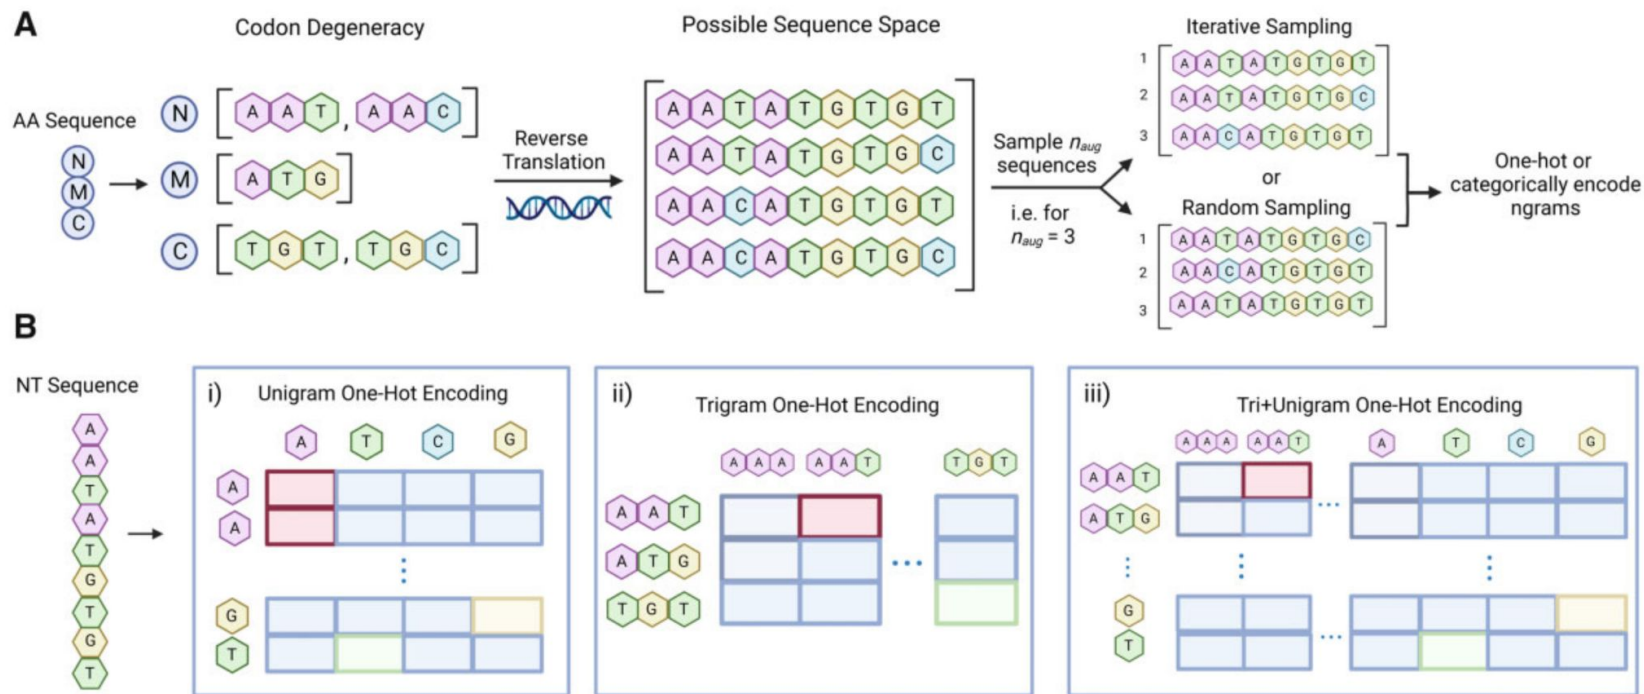 A
Codon Degeneracy
Possible Sequence Space
Iterative Sampling
AA Sequence
N
M
C
N [A A T, A A C]
M [A T G]
C [T G T, T G C]
Reverse
Translation
A A T A T G T G T
A A T A T G T G C
A A C A T G T G T
A A C A T G T G C
Sample naug
sequences
i.e. for
naug = 3
1 A A T A T G T G T
2 A A T A T G T G C
3 A A C A T G T G T
or
Random Sampling
1 A A T A T G T G C
2 A A C A T G T G T
3 A A T A T G T G T
One-hot or
categorically encode
ngrams
B
NT Sequence
A
A
T
A
T
G
T
G
T
i) Unigram One-Hot Encoding
A T C G
A
A
⋮
G
T
ii) Trigram One-Hot Encoding
A A A A A T T G T
A A T
A T G
...
T G T
iii) Tri+Unigram One-Hot Encoding
A A A A A T A T C G
A A T
...
A T G
⋮ ⋮ ⋮
G
...
T